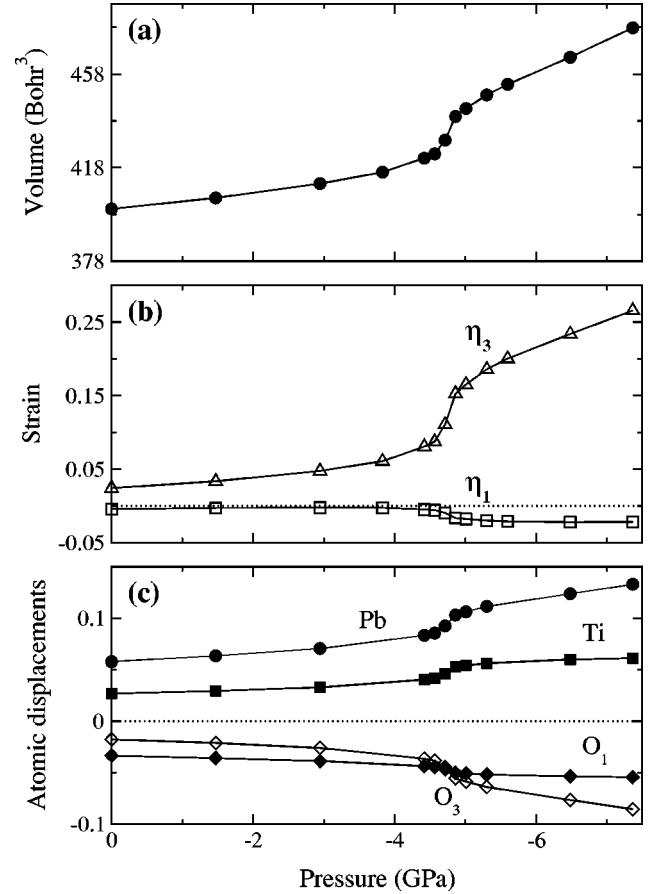 (a)
Volume (Bohr³)
458
418
378
(b)
Strain
0.25
0.15
0.05
-0.05
η₃
η₁
(c)
Atomic displacements
0.1
0
-0.1
Pb
Ti
O₁
O₃
0 -2 -4 -6
Pressure (GPa)